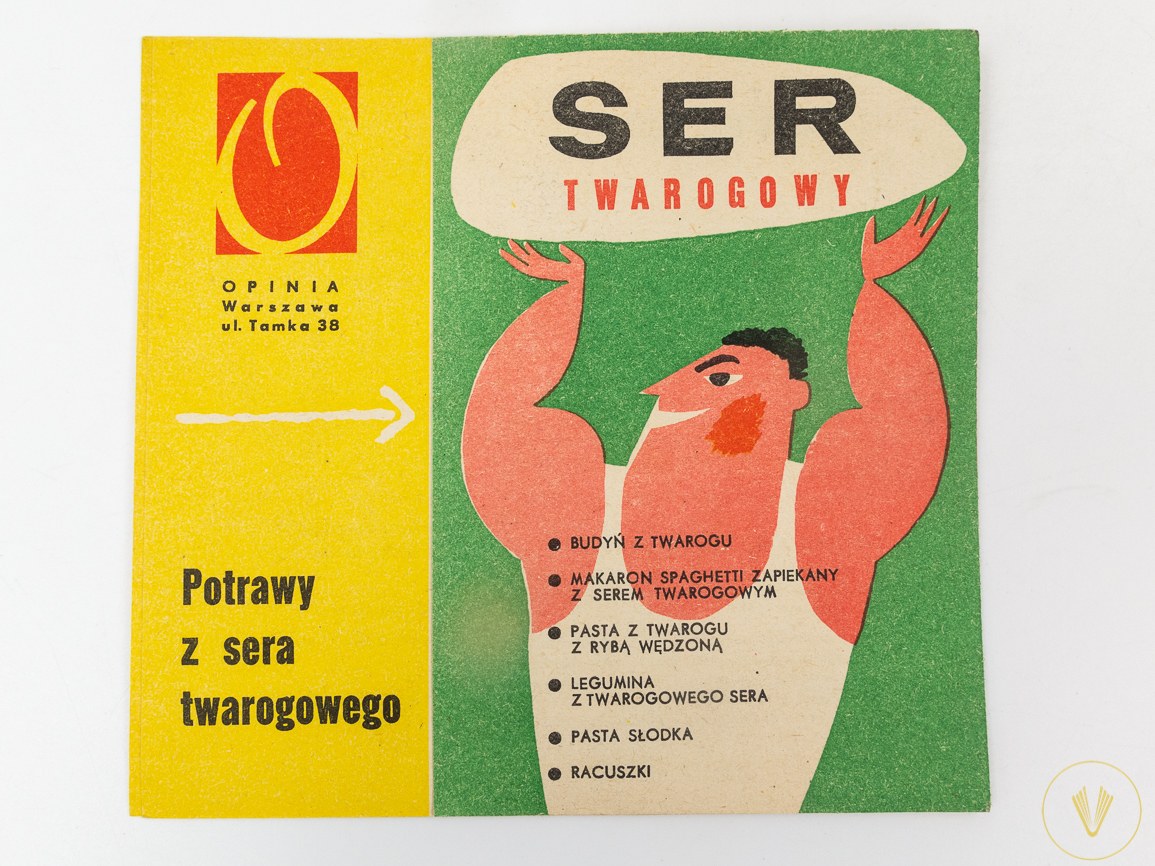 OPINIA
Warszawa
ul. Tamka 38
Potrawy
z sera
twarogowego
SER
TWAROGOWY
● BUDYŃ Z TWAROGU
● MAKARON SPAGHETTI ZAPIEKANY
Z SEREM TWAROGOWYM
● PASTA Z TWAROGU
Z RYBĄ WĘDZONĄ
● LEGUMINA
Z TWAROGOWEGO SERA
● PASTA SŁODKA
● RACUSZKI